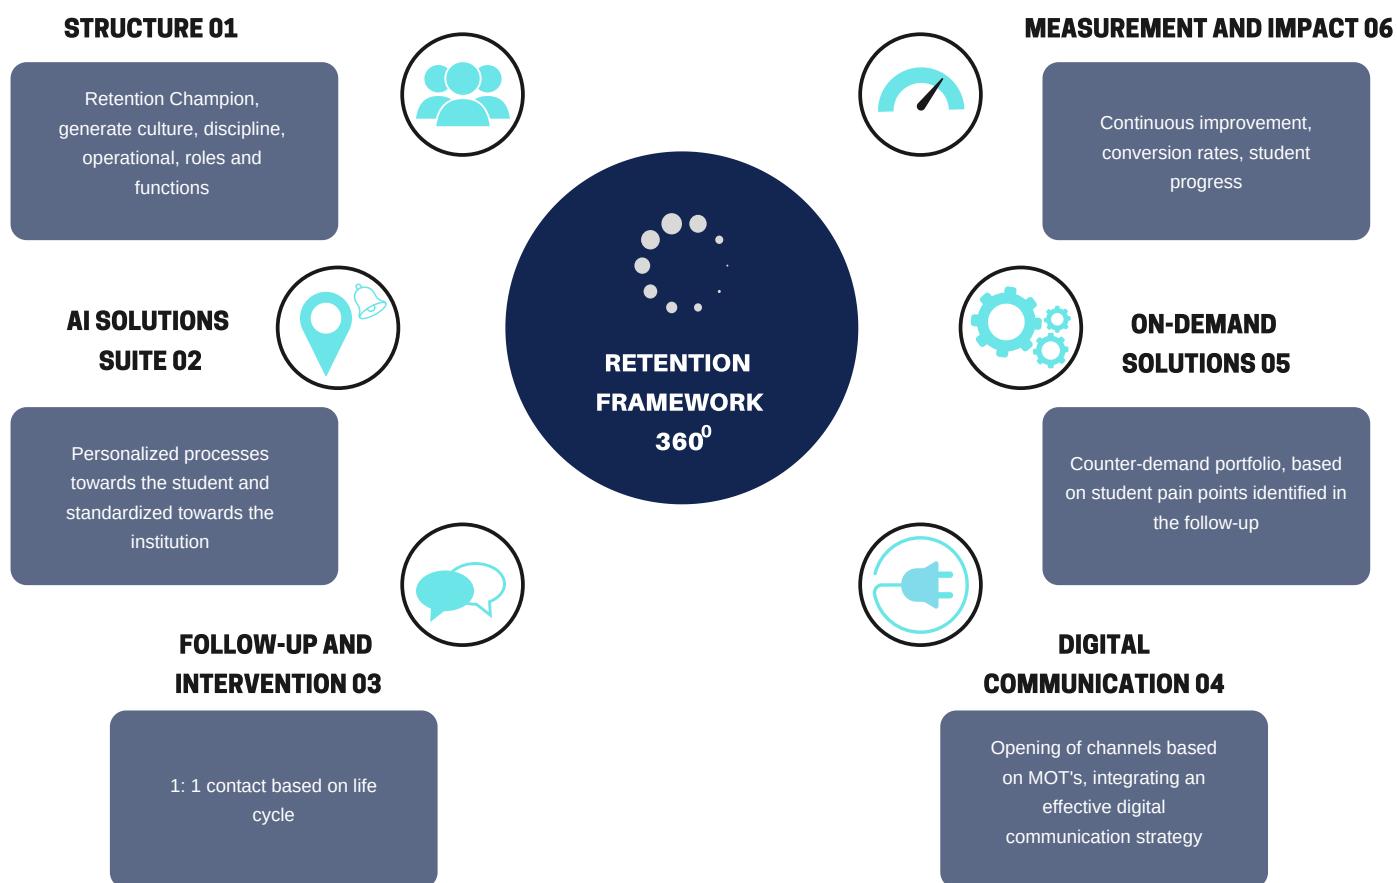 STRUCTURE 01
Retention Champion,
generate culture, discipline,
operational, roles and
functions
AI SOLUTIONS
SUITE 02
Personalized processes
towards the student and
standardized towards the
institution
FOLLOW-UP AND
INTERVENTION 03
1: 1 contact based on life
cycle
RETENTION
FRAMEWORK
360⁰
MEASUREMENT AND IMPACT 06
Continuous improvement,
conversion rates, student
progress
ON-DEMAND
SOLUTIONS 05
Counter-demand portfolio, based
on student pain points identified in
the follow-up
DIGITAL
COMMUNICATION 04
Opening of channels based
on MOT's, integrating an
effective digital
communication strategy